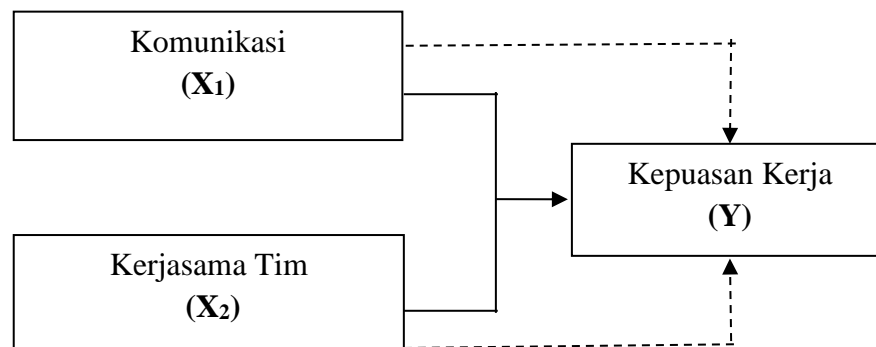 Komunikasi
(X1)
Kepuasan Kerja
(Y)
Kerjasama Tim
(X2)